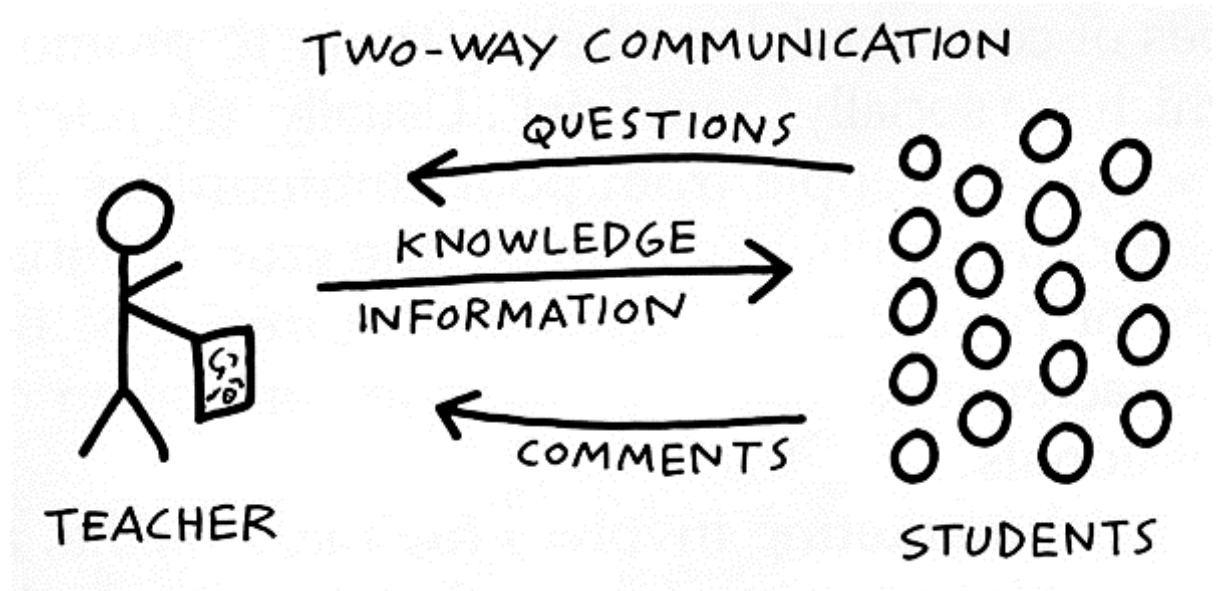 TWO-WAY COMMUNICATION
QUESTIONS
KNOWLEDGE
INFORMATION
COMMENTS
TEACHER
STUDENTS